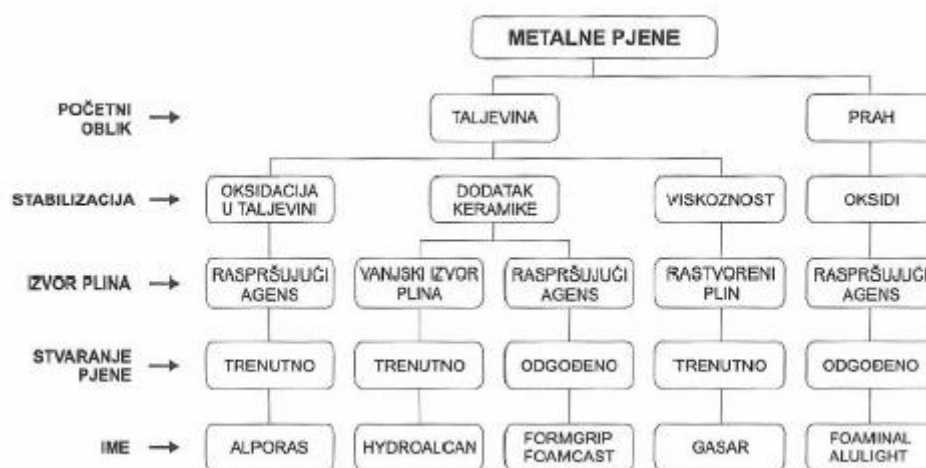 METALNE PJENE
POČETNI
OBLIK
TALJEVINA
PRAH
STABILIZACIJA
OKSIDACIJA
U TALJEVINI
DODATAK
KERAMIKE
VISKOZNOST
OKSIDI
IZVOR PLINA
RASPRŠUJUĆI
AGENS
VANJSKI IZVOR
PLINA
RASPRŠUJUĆI
AGENS
RASTVORENI
PLIN
RASPRŠUJUĆI
AGENS
STVARANJE
PJENE
TRENUTNO
TRENUTNO
ODGOĐENO
TRENUTNO
ODGOĐENO
IME
ALPORAS
HYDROALCAN
FORMGRIP
FOAMCAST
GASAR
FOAMINAL
ALULIGHT